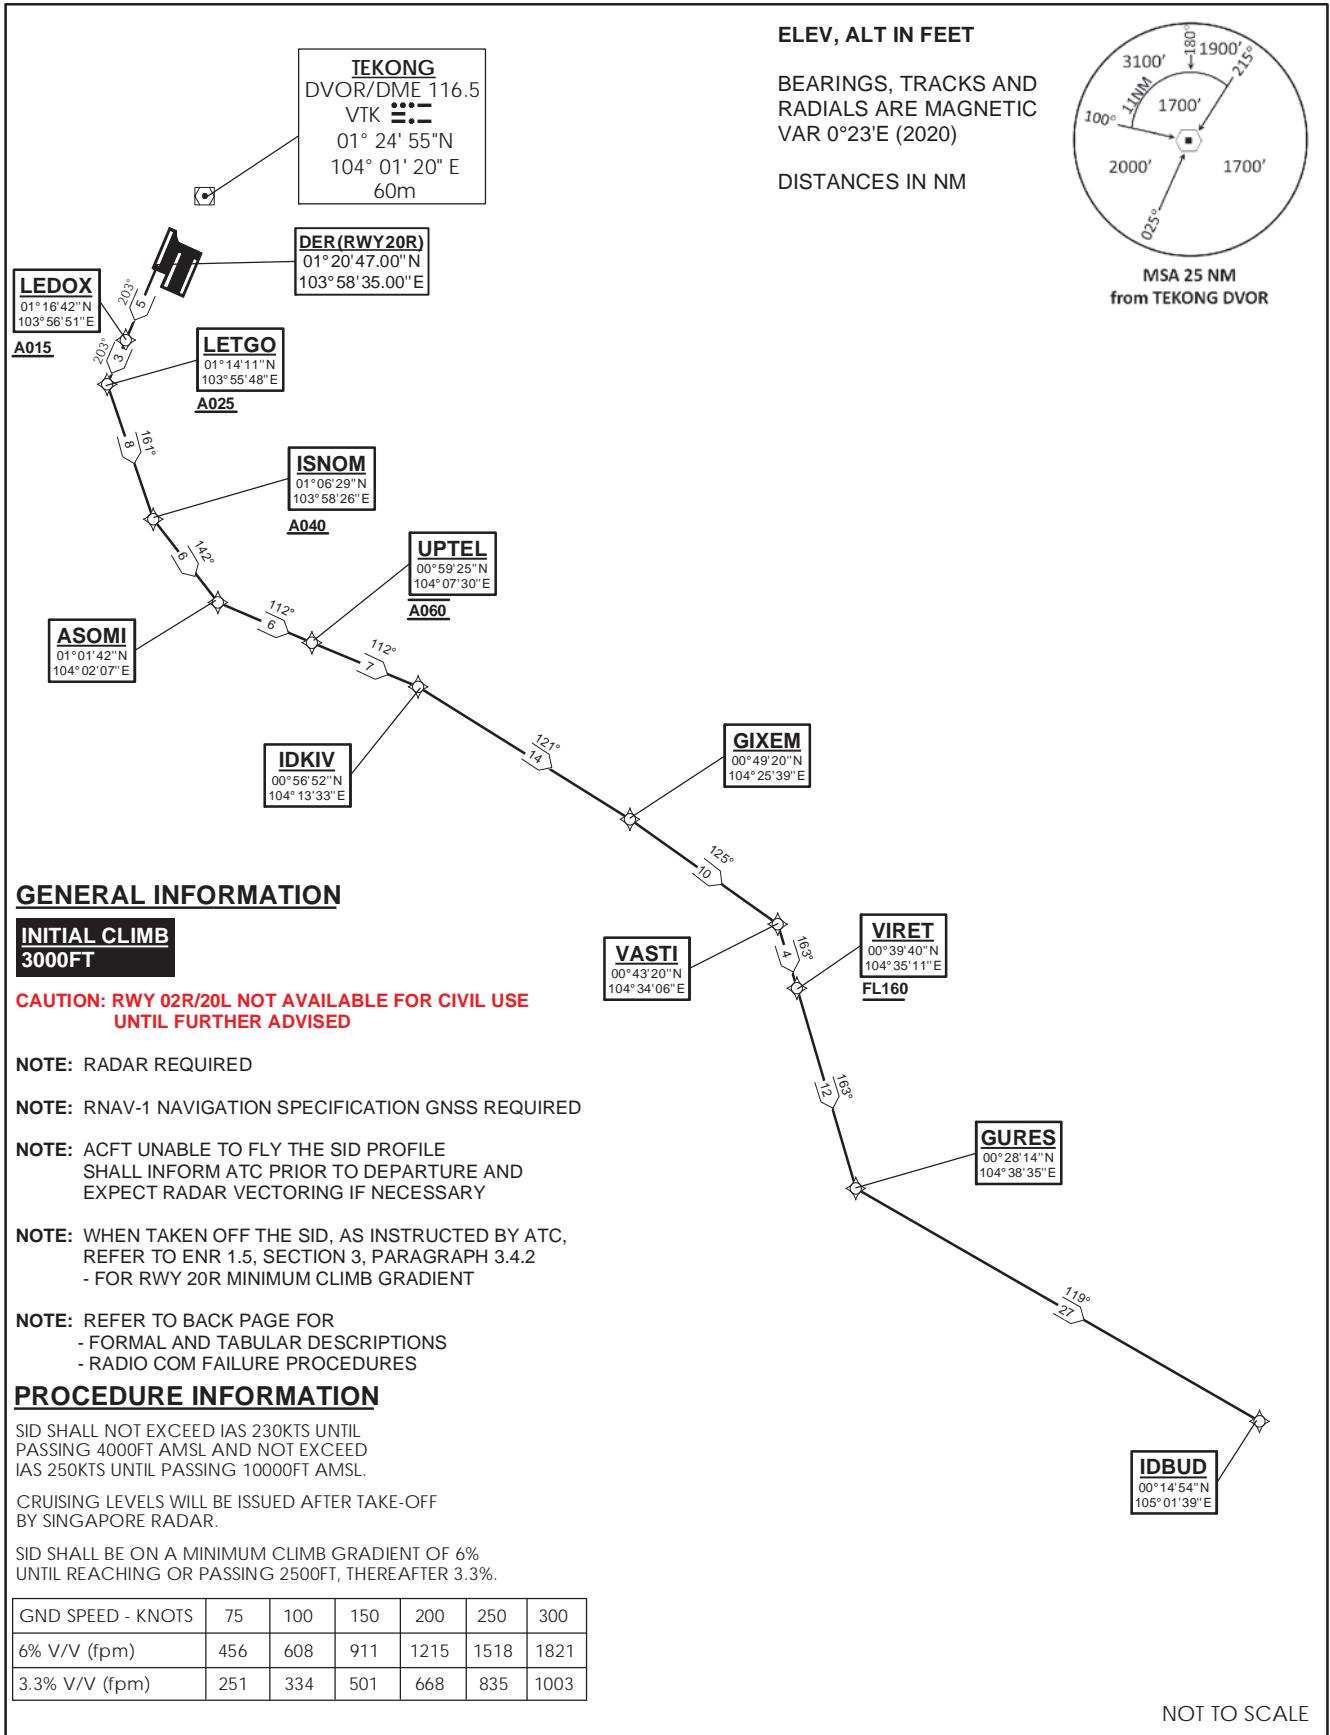 ELEV, ALT IN FEET
BEARINGS, TRACKS AND
RADIALS ARE MAGNETIC
VAR 0°23'E (2020)
DISTANCES IN NM
3100'
180°
1900'
215°
11NM
1700'
100°
2000'
1700'
025°
MSA 25 NM
from TEKONG DVOR
TEKONG
DVOR/DME 116.5
VTK
01° 24' 55"N
104° 01' 20" E
60m
DER(RWY20R)
01°20'47.00"N
103°58'35.00"E
LEDOX
01°16'42"N
103°56'51"E
A015
203°
5
203°
3
LETGO
01°14'11"N
103°55'48"E
A025
161°
8
ISNOM
01°06'29"N
103°58'26"E
A040
142°
6
UPTEL
00°59'25"N
104°07'30"E
A060
ASOMI
01°01'42"N
104°02'07"E
112°
6
112°
7
IDKIV
00°56'52"N
104°13'33"E
121°
14
GIXEM
00°49'20"N
104°25'39"E
125°
10
VASTI
00°43'20"N
104°34'06"E
163°
4
VIRET
00°39'40"N
104°35'11"E
FL160
163°
12
GURES
00°28'14"N
104°38'35"E
119°
27
IDBUD
00°14'54"N
105°01'39"E
GENERAL INFORMATION
INITIAL CLIMB
3000FT
CAUTION: RWY 02R/20L NOT AVAILABLE FOR CIVIL USE
UNTIL FURTHER ADVISED
NOTE: RADAR REQUIRED
NOTE: RNAV-1 NAVIGATION SPECIFICATION GNSS REQUIRED
NOTE: ACFT UNABLE TO FLY THE SID PROFILE
SHALL INFORM ATC PRIOR TO DEPARTURE AND
EXPECT RADAR VECTORING IF NECESSARY
NOTE: WHEN TAKEN OFF THE SID, AS INSTRUCTED BY ATC,
REFER TO ENR 1.5, SECTION 3, PARAGRAPH 3.4.2
- FOR RWY 20R MINIMUM CLIMB GRADIENT
NOTE: REFER TO BACK PAGE FOR
- FORMAL AND TABULAR DESCRIPTIONS
- RADIO COM FAILURE PROCEDURES
PROCEDURE INFORMATION
SID SHALL NOT EXCEED IAS 230KTS UNTIL
PASSING 4000FT AMSL AND NOT EXCEED
IAS 250KTS UNTIL PASSING 10000FT AMSL.
CRUISING LEVELS WILL BE ISSUED AFTER TAKE-OFF
BY SINGAPORE RADAR.
SID SHALL BE ON A MINIMUM CLIMB GRADIENT OF 6%
UNTIL REACHING OR PASSING 2500FT, THEREAFTER 3.3%.
GND SPEED - KNOTS 75 100 150 200 250 300
6% V/V (fpm) 456 608 911 1215 1518 1821
3.3% V/V (fpm) 251 334 501 668 835 1003
NOT TO SCALE